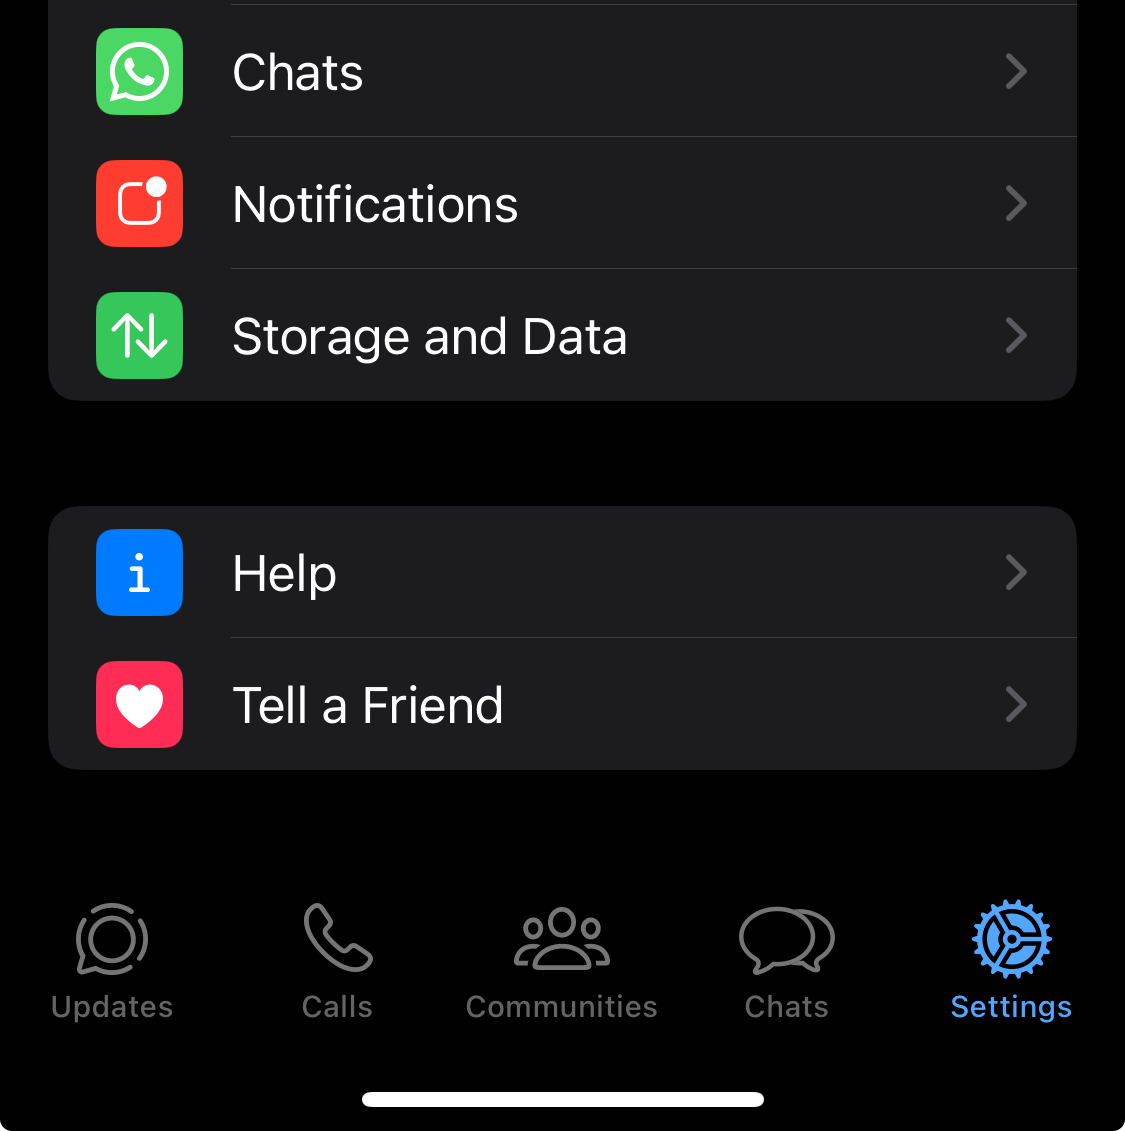 Chats
Notifications
Storage and Data
Help
Tell a Friend
Updates
Calls
Communities
Chats
Settings